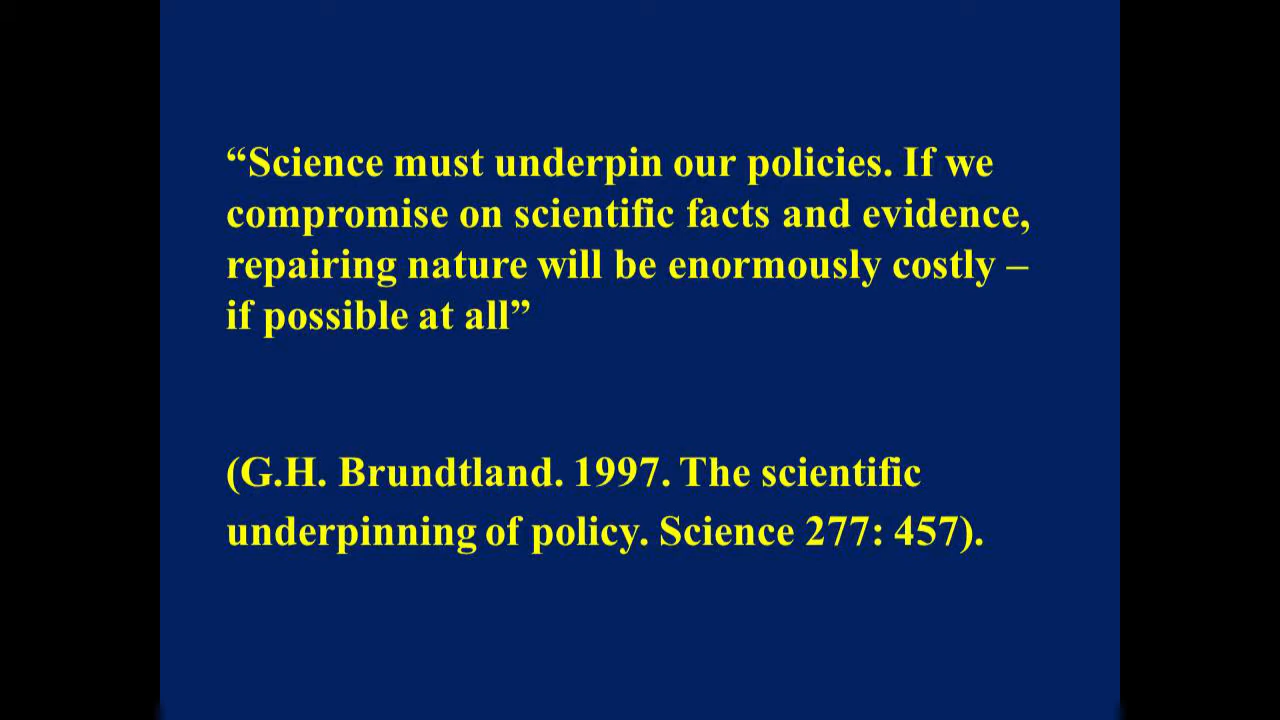 “Science must underpin our policies. If we
compromise on scientific facts and evidence,
repairing nature will be enormously costly –
if possible at all”
(G.H. Brundtland. 1997. The scientific
underpinning of policy. Science 277: 457).